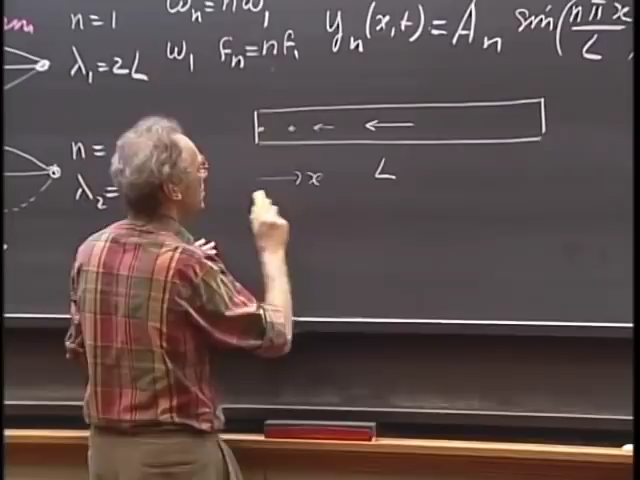 n=1
ωₙ=nω₁
yₙ(x,t)=Aₙ sin(nπx/L
λ₁=2L
ω₁ fₙ=nf₁
n=
λ₂=
→x
L